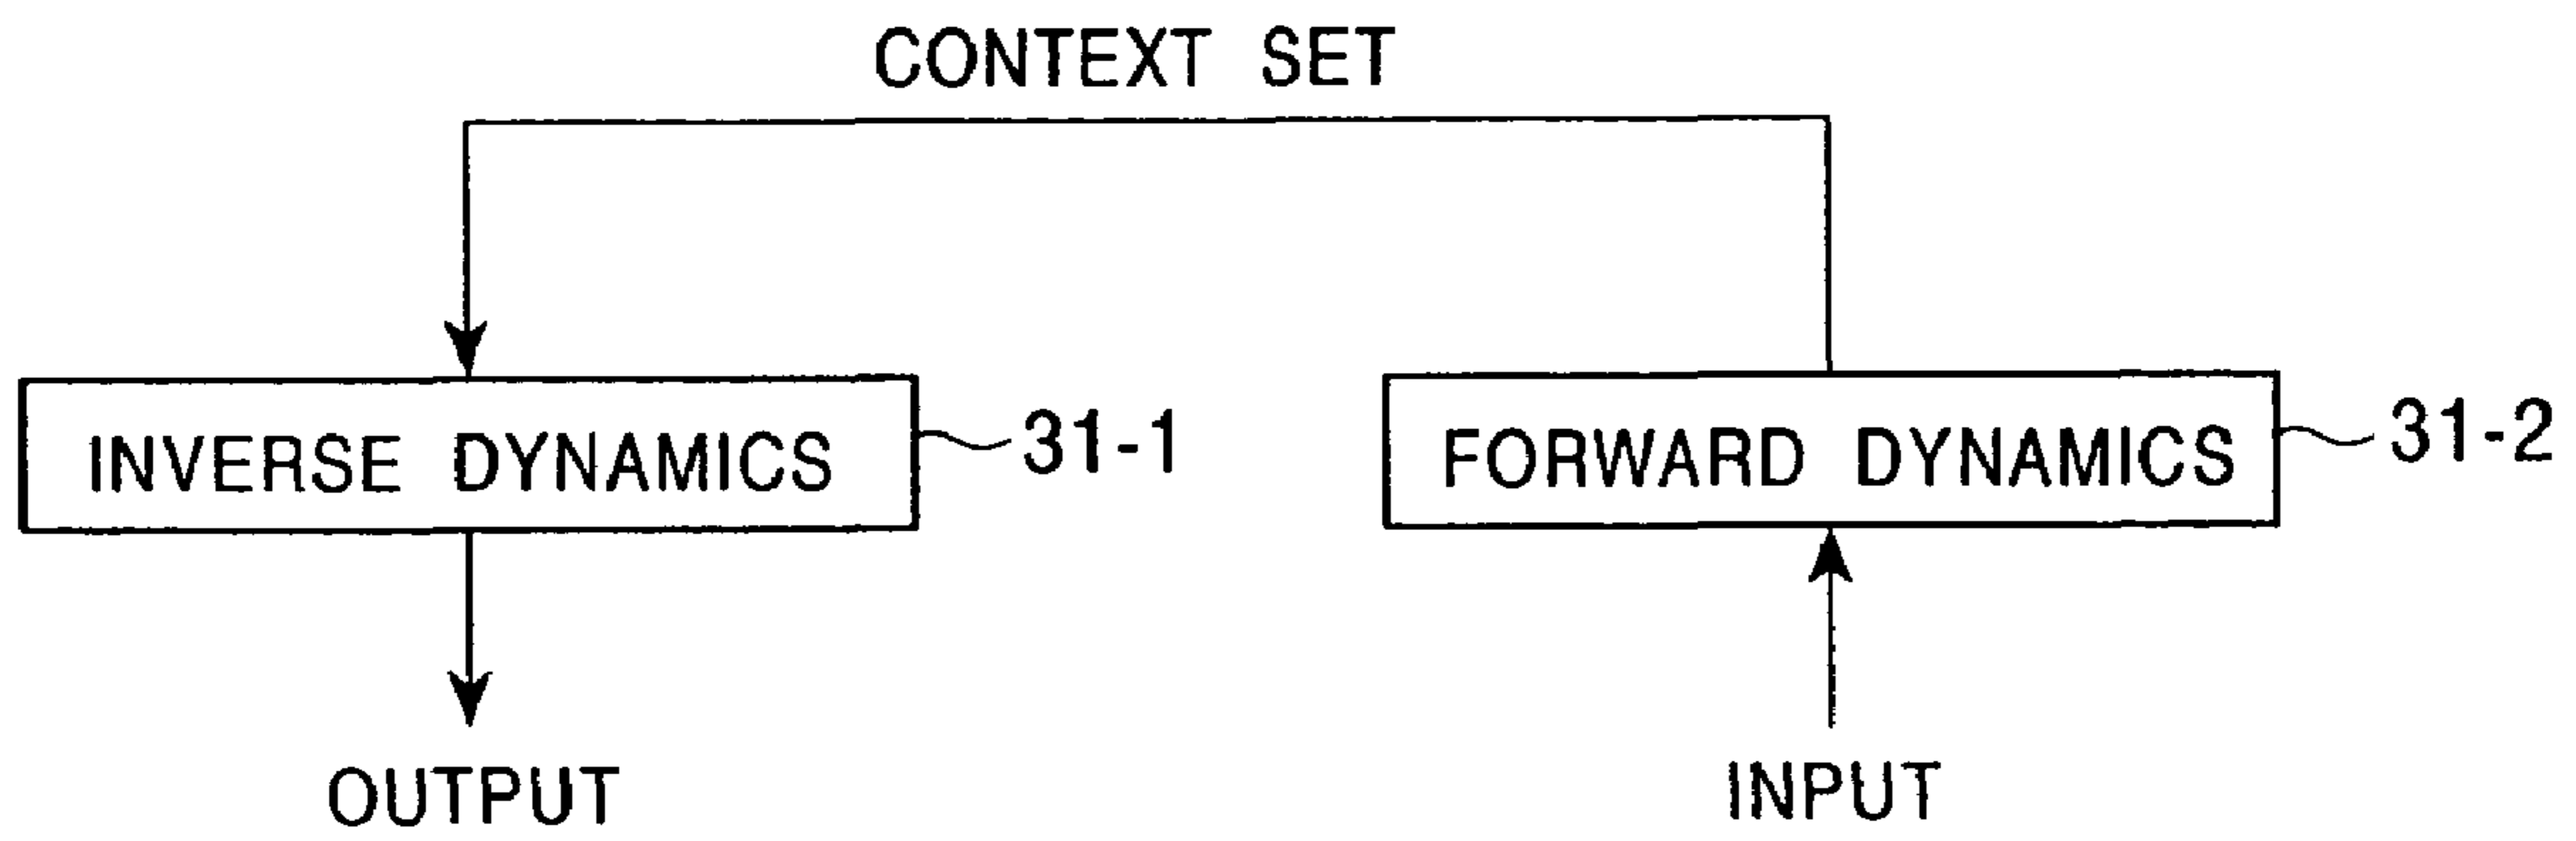 CONTEXT SET
INVERSE DYNAMICS
31-1
FORWARD DYNAMICS
31-2
OUTPUT
INPUT